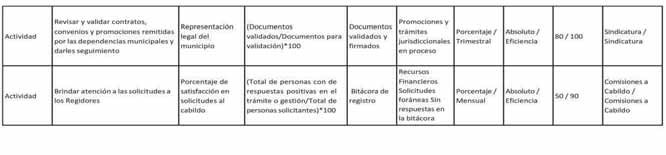 Actividad
Revisar y validar contratos,
convenios y promociones remitidas
por las dependencias municipales y
darles seguimiento
Representación
legal del
municipio
(Documentos
validados/Documentos para
validación)*100
Documentos
validados y
firmados
Promociones y
trámites
jurisdiccionales
en proceso
Porcentaje /
Trimestral
Absoluto /
Eficiencia
80 / 100
Sindicatura /
Sindicatura
Actividad
Brindar atención a las solicitudes a
los Regidores
Porcentaje de
satisfacción en
solicitudes al
cabildo
(Total de personas con de
respuestas positivas en el
trámite o gestión/Total de
personas solicitantes)*100
Bitácora de
registro
Recursos
Financieros
Solicitudes
foráneas Sin
respuestas en
la bitácora
Porcentaje /
Mensual
Absoluto /
Eficiencia
50 / 90
Comisiones a
Cabildo /
Comisiones a
Cabildo